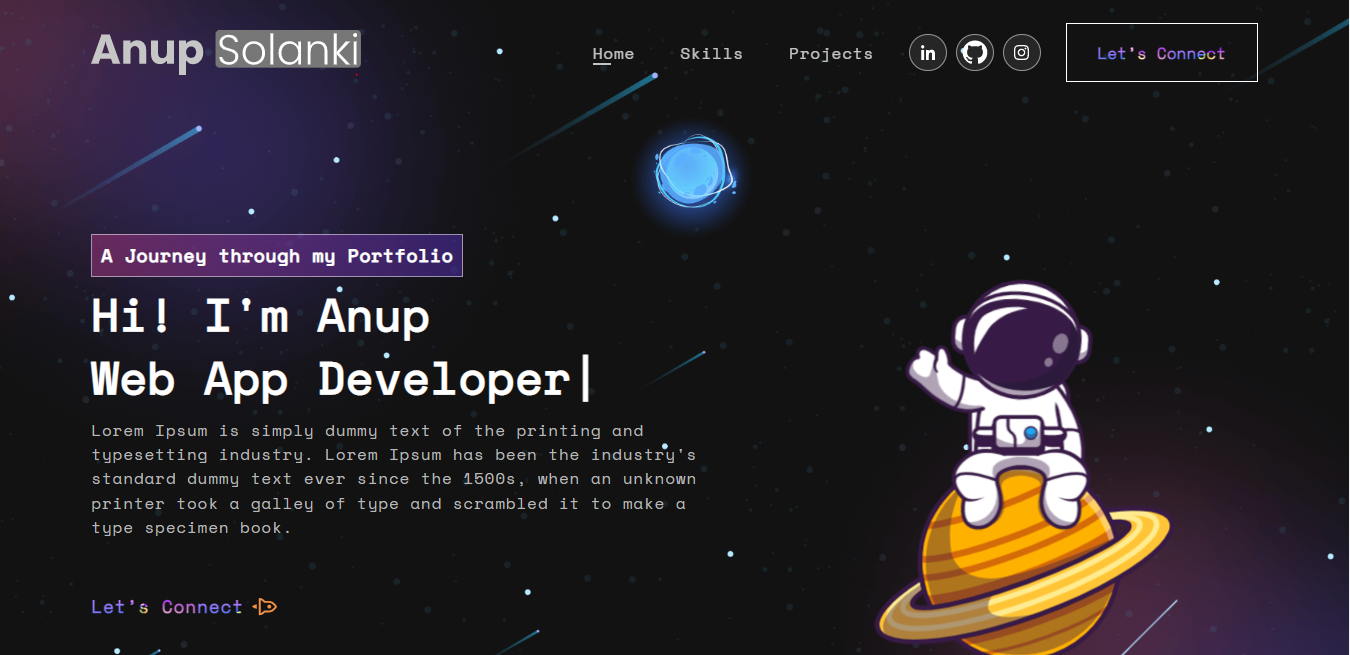 Anup Solanki
Home Skills Projects in Let's Connect
A Journey through my Portfolio
Hi! I'm Anup
Web App Developer|
Lorem Ipsum is simply dummy text of the printing and
typesetting industry. Lorem Ipsum has been the industry's
standard dummy text ever since the 1500s, when an unknown
printer took a galley of type and scrambled it to make a
type specimen book.
Let's Connect